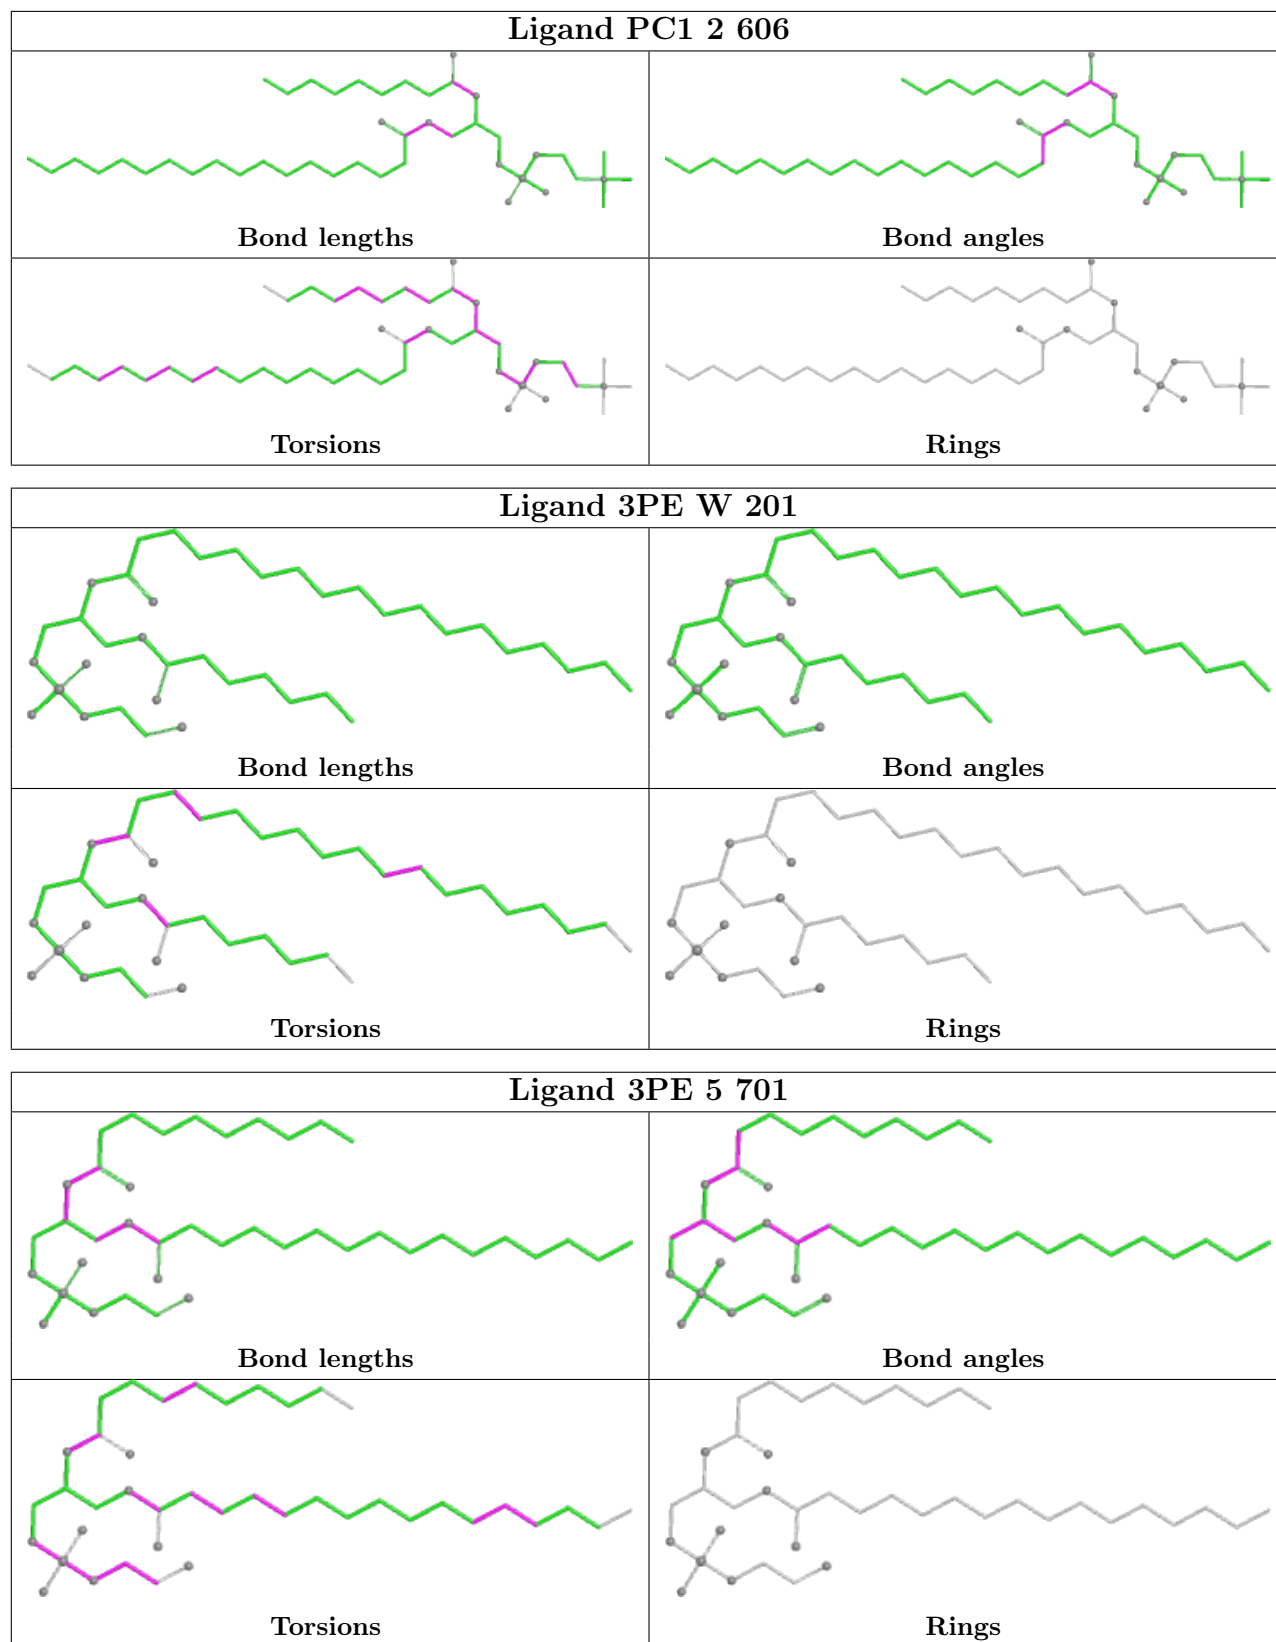 Ligand PC1 2 606
Bond lengths
Bond angles
Torsions
Rings
Ligand 3PE W 201
Bond lengths
Bond angles
Torsions
Rings
Ligand 3PE 5 701
Bond lengths
Bond angles
Torsions
Rings